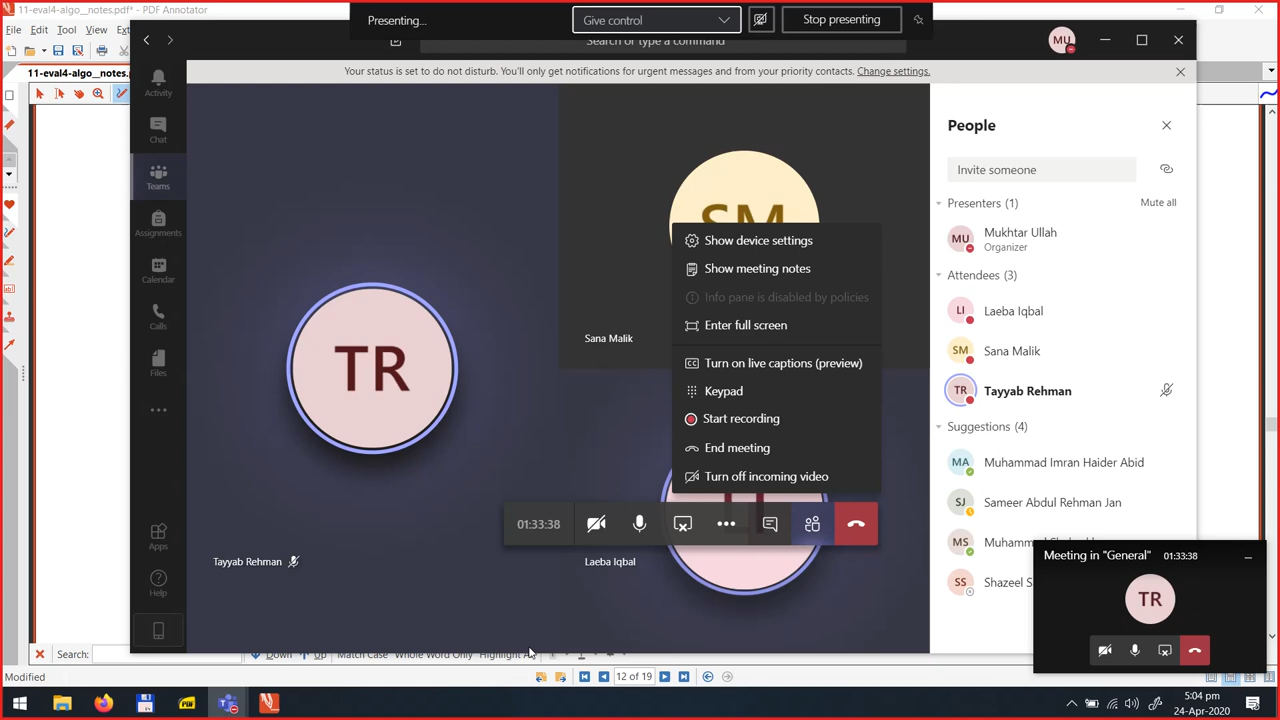 11-eval4-algo__notes.pdf* - PDF Annotator
Presenting...
Give control
Stop presenting
File Edit Tool View
Search or type a command
MU
11-eval4-algo__notes.p
Your status is set to do not disturb. You'll only get notifications for urgent messages and from your priority contacts. Change settings.
Activity
Chat
Teams
Assignments
Calendar
Calls
Files
Apps
Help
TR
Tayyab Rehman
SM
Sana Malik
Laeba Iqbal
Show device settings
Show meeting notes
Info pane is disabled by policies
Enter full screen
CC Turn on live captions (preview)
Keypad
Start recording
End meeting
Turn off incoming video
01:33:38
People
Invite someone
Presenters (1)
Mute all
MU Mukhtar Ullah
Organizer
Attendees (3)
LI Laeba Iqbal
SM Sana Malik
TR Tayyab Rehman
Suggestions (4)
MA Muhammad Imran Haider Abid
SJ Sameer Abdul Rehman Jan
MS
SS Shazeel S
Meeting in "General" 01:33:38
TR
Search: Down Up Match Case Whole Word Only
Modified
12 of 19
PDF
5:04 pm
24-Apr-2020